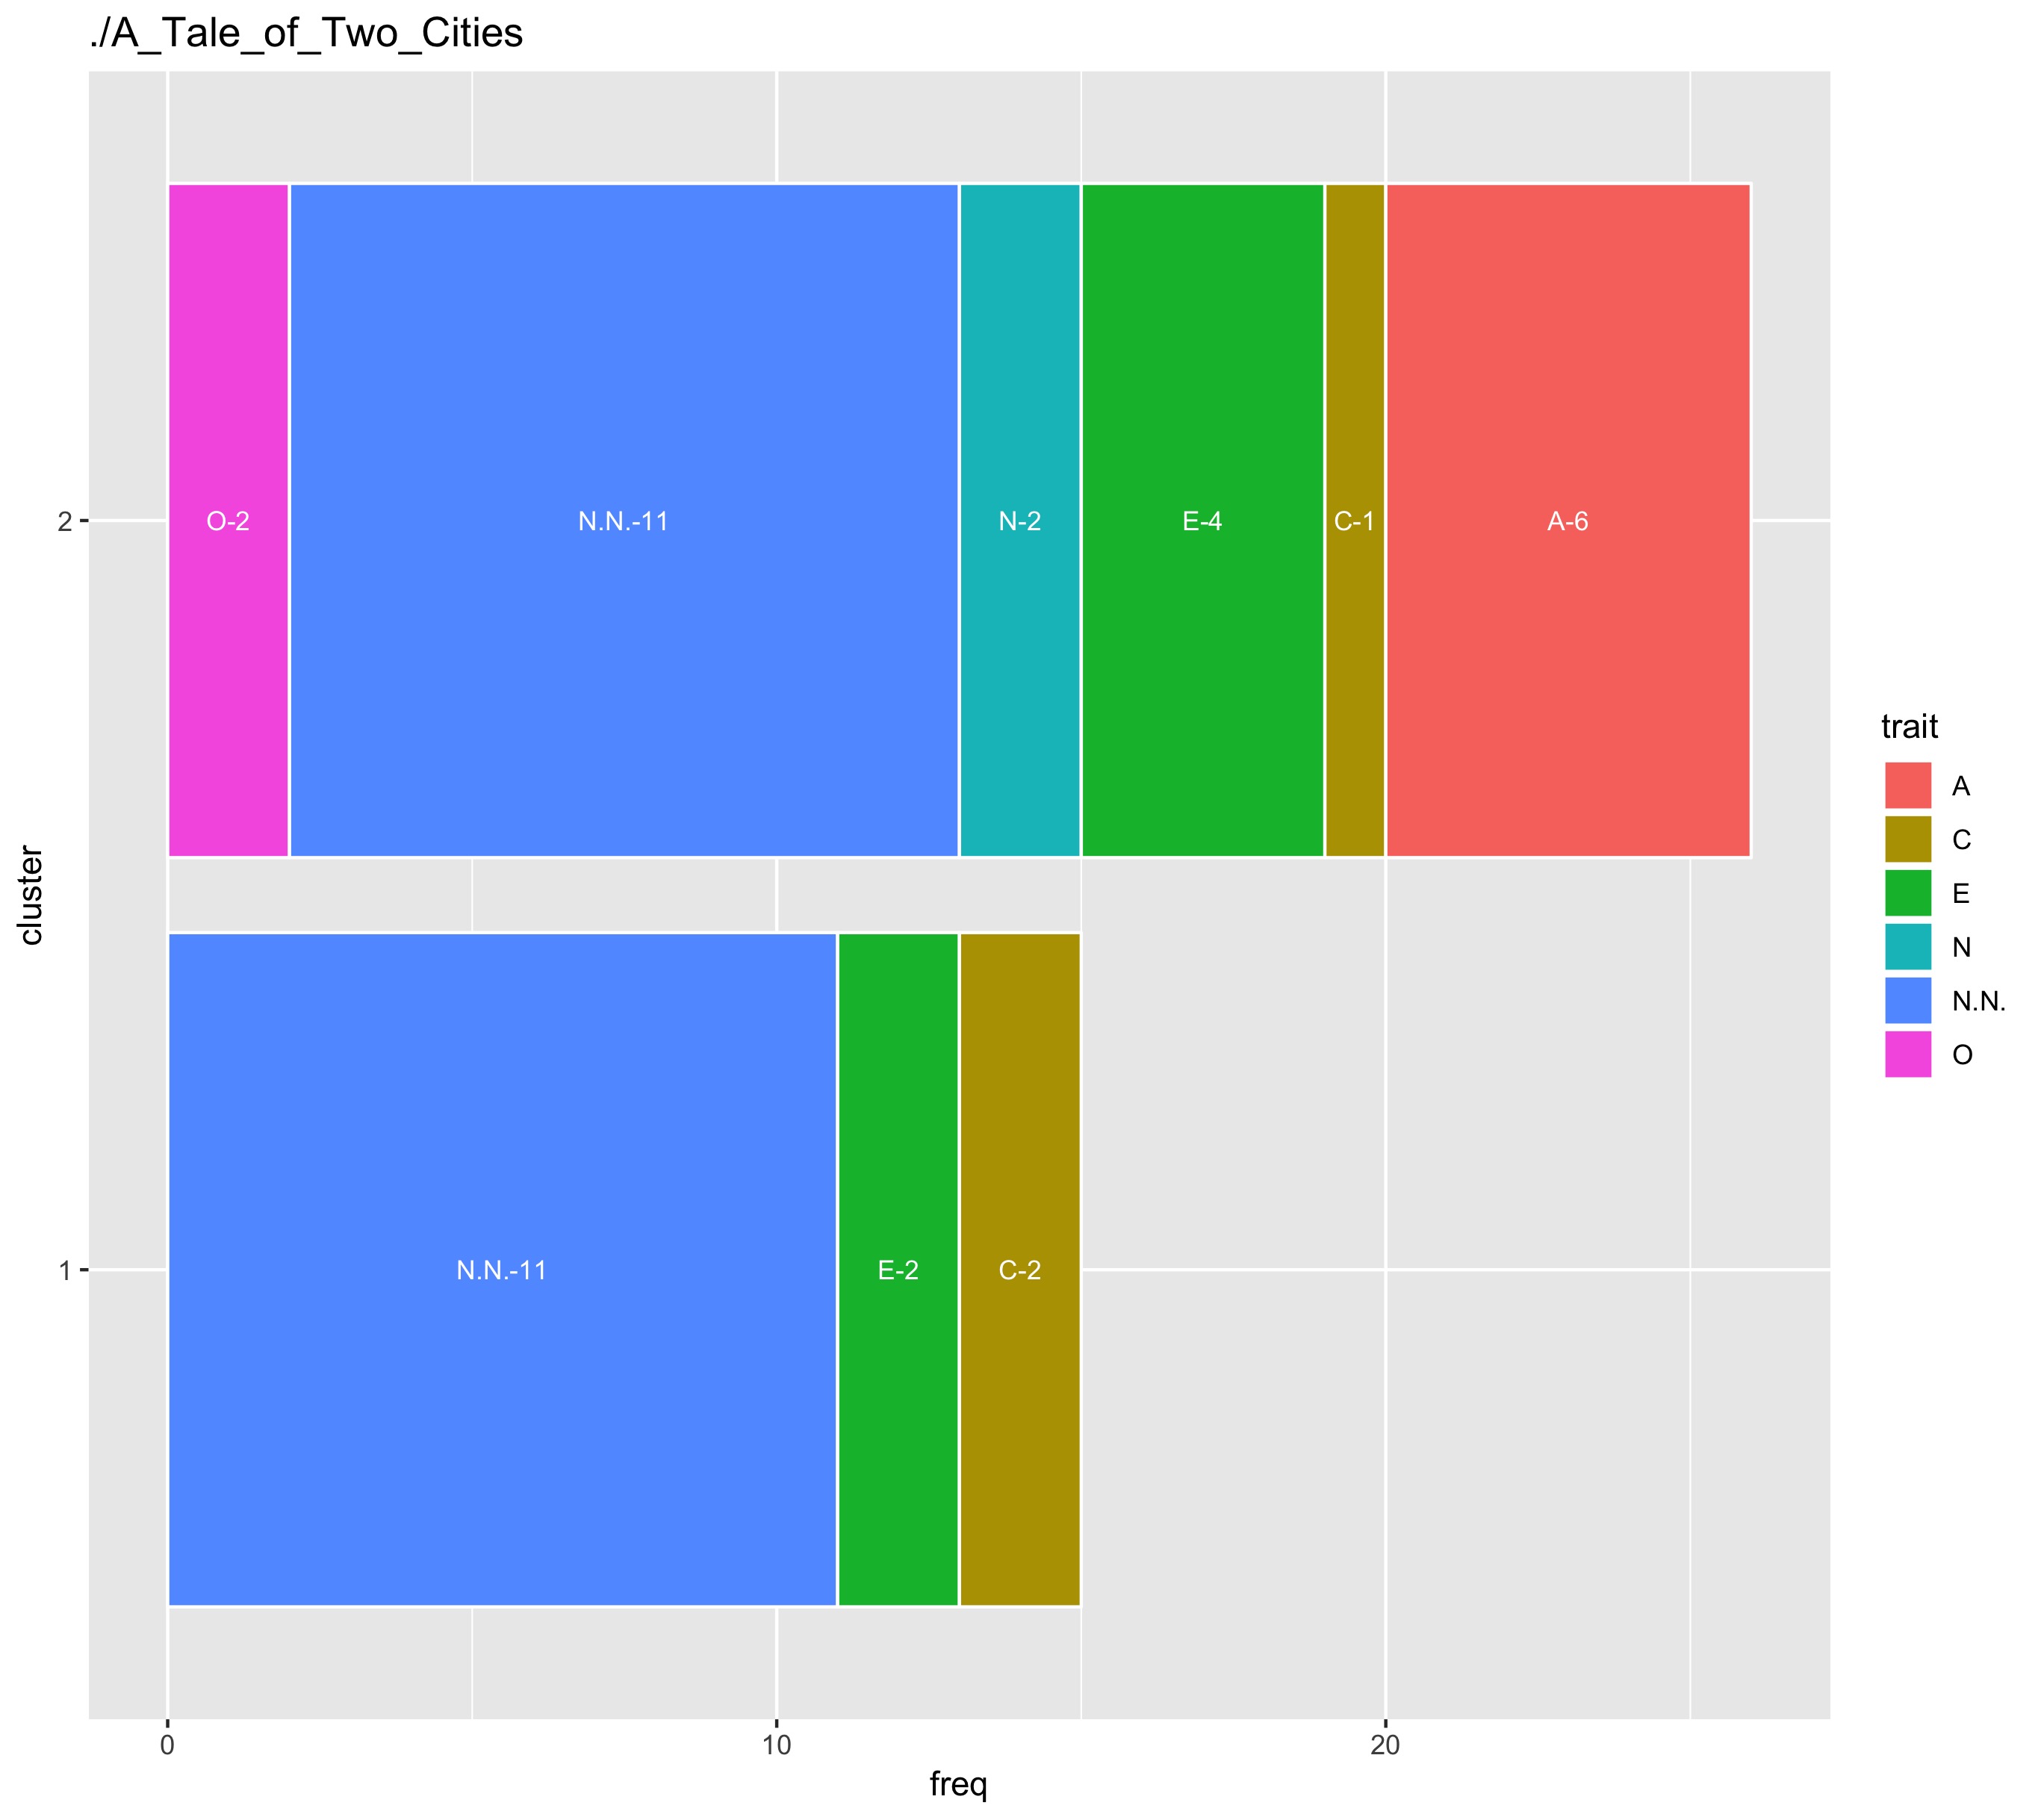 ./A_Tale_of_Two_Cities
cluster
2
O-2 N.N.-11 N-2 E-4 C-1 A-6
1
N.N.-11 E-2 C-2
0 10 20
freq
trait
A
C
E
N
N.N.
O